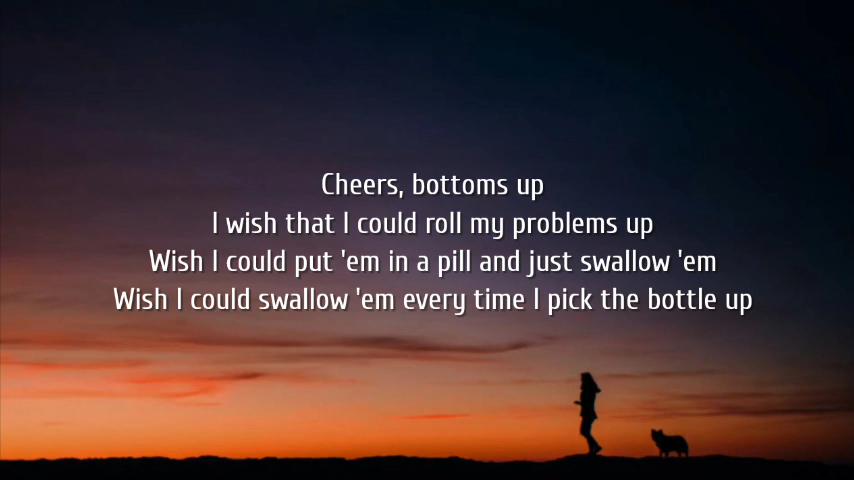 Cheers, bottoms up
I wish that I could roll my problems up
Wish I could put 'em in a pill and just swallow 'em
Wish I could swallow 'em every time I pick the bottle up